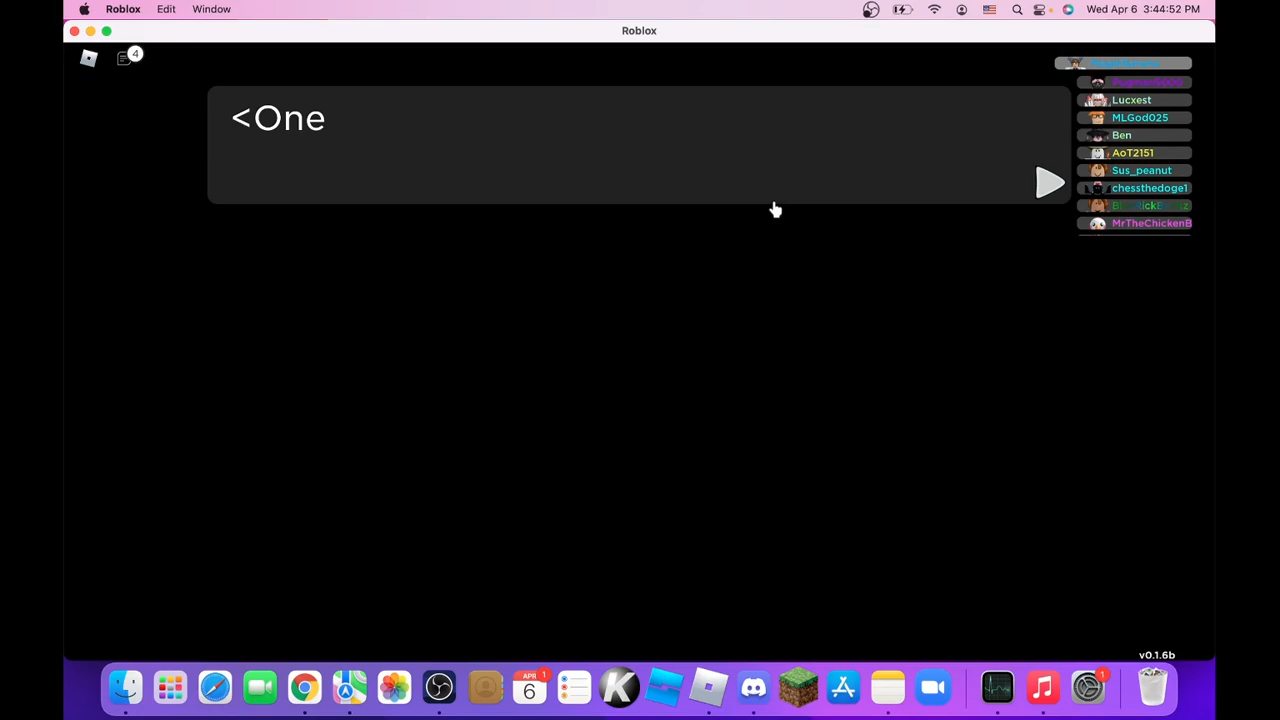 Roblox Edit Window
Wed Apr 6 3:44:52 PM
Roblox
4
<One
Lucxest
MLGod025
Ben
AoT2151
Sus_peanut
chessthedoge1
MrTheChickenB
v0.1.6b
APR 1
6
K
1